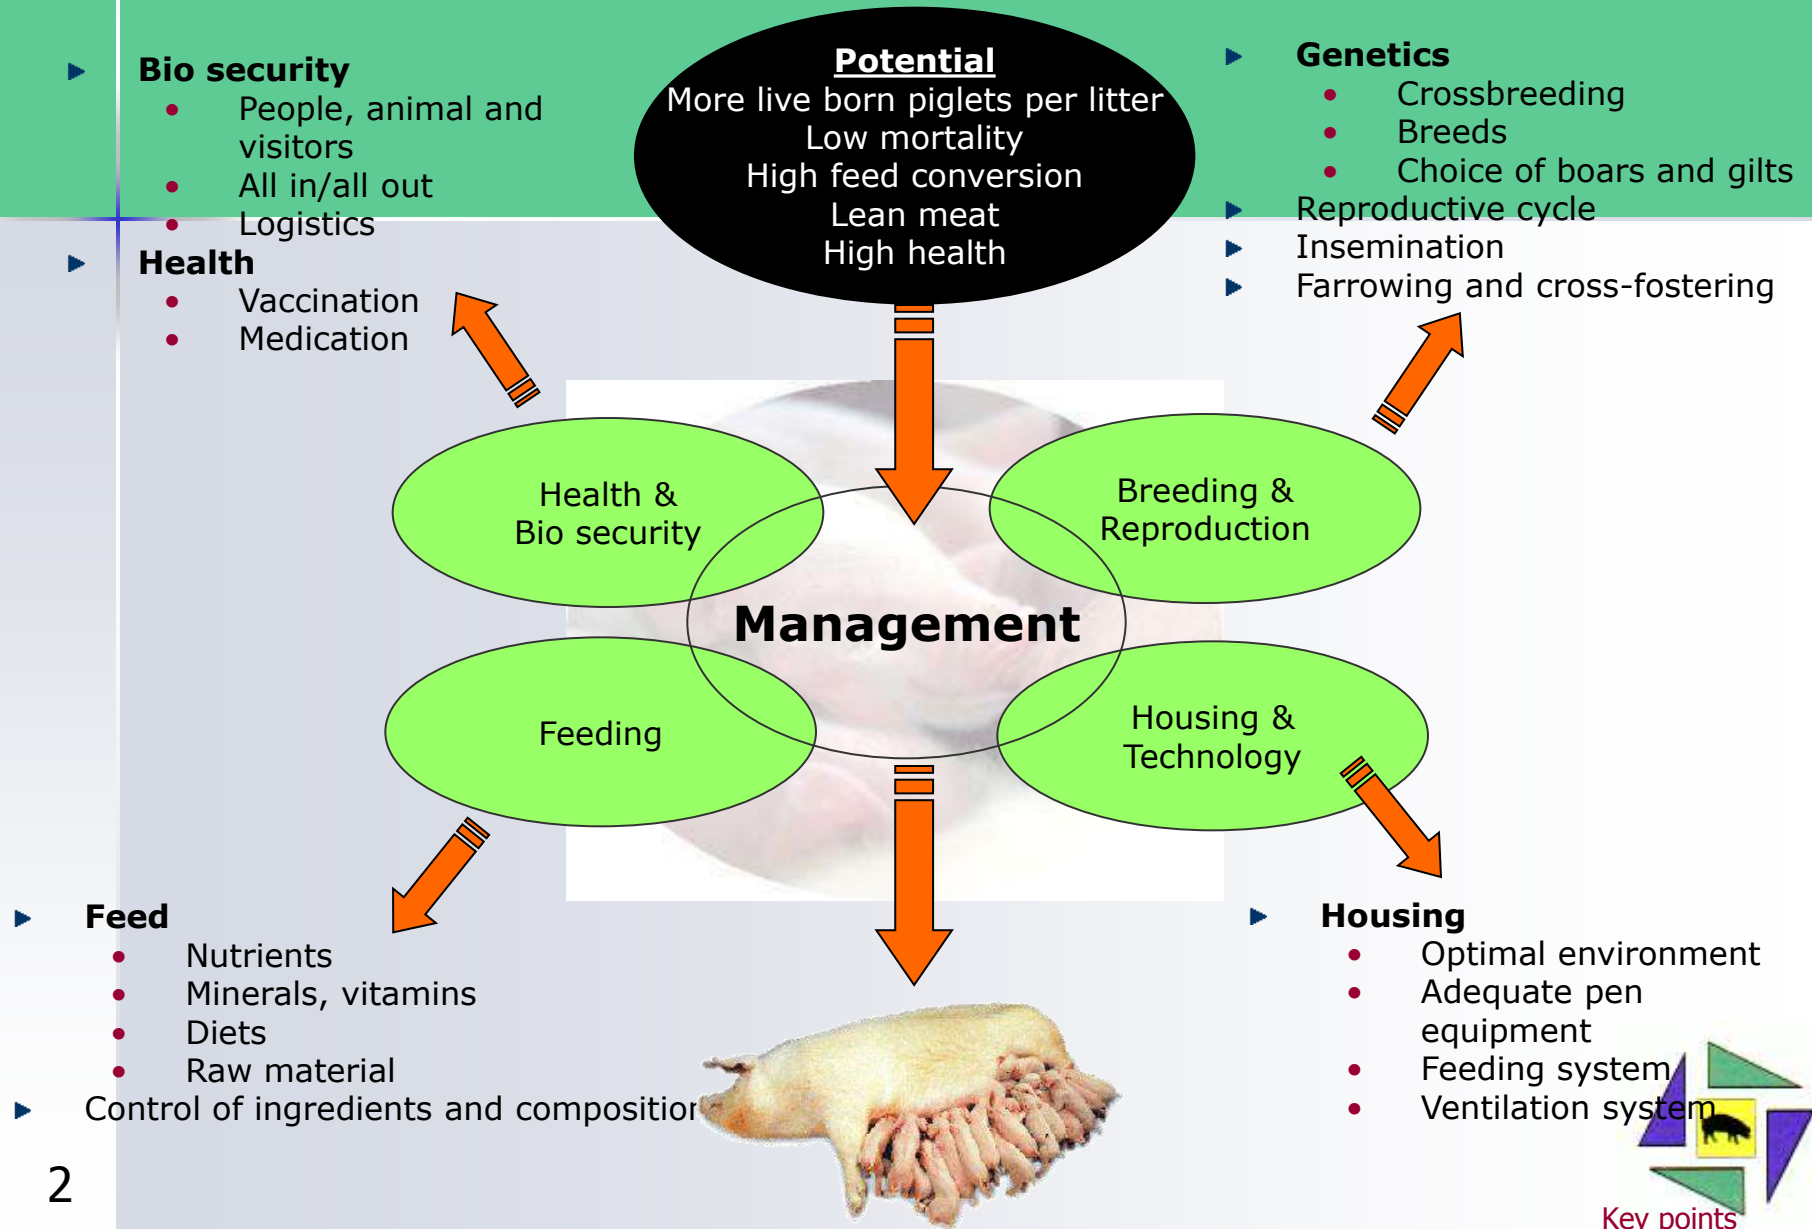 Bio security
People, animal and
visitors
All in/all out
Logistics
Health
Vaccination
Medication
Potential
More live born piglets per litter
Low mortality
High feed conversion
Lean meat
High health
Genetics
Crossbreeding
Breeds
Choice of boars and gilts
Reproductive cycle
Insemination
Farrowing and cross-fostering
Health &
Bio security
Breeding &
Reproduction
Management
Feeding
Housing &
Technology
Feed
Nutrients
Minerals, vitamins
Diets
Raw material
Control of ingredients and composition
Housing
Optimal environment
Adequate pen
equipment
Feeding system
Ventilation system
2
Key points